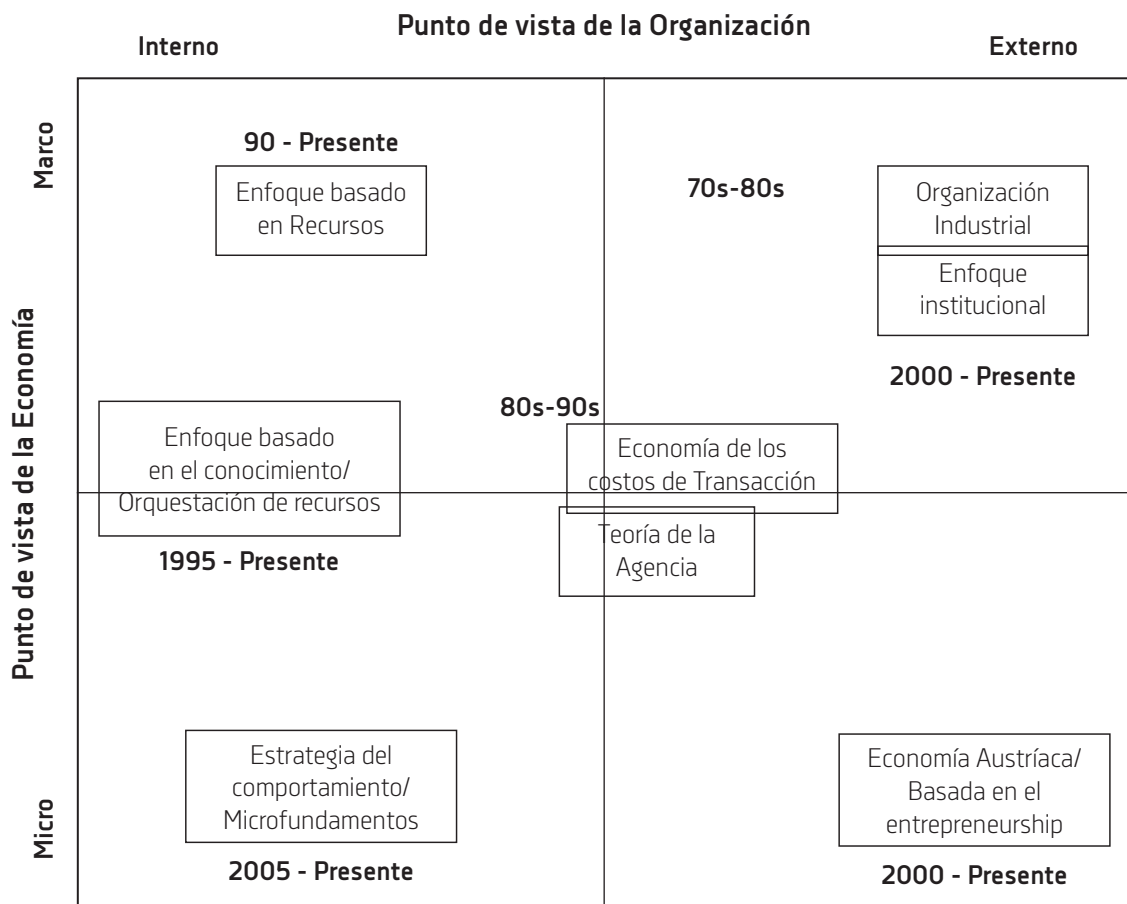 Punto de vista de la Organización
Interno
Externo
Marco
Punto de vista de la Economía
Micro
90 - Presente
Enfoque basado
en Recursos
70s-80s
Organización
Industrial
Enfoque
institucional
2000 - Presente
80s-90s
Enfoque basado
en el conocimiento/
Orquestación de recursos
1995 - Presente
Economía de los
costos de Transacción
Teoría de la
Agencia
Estrategia del
comportamiento/
Microfundamentos
2005 - Presente
Economía Austríaca/
Basada en el
entrepreneurship
2000 - Presente